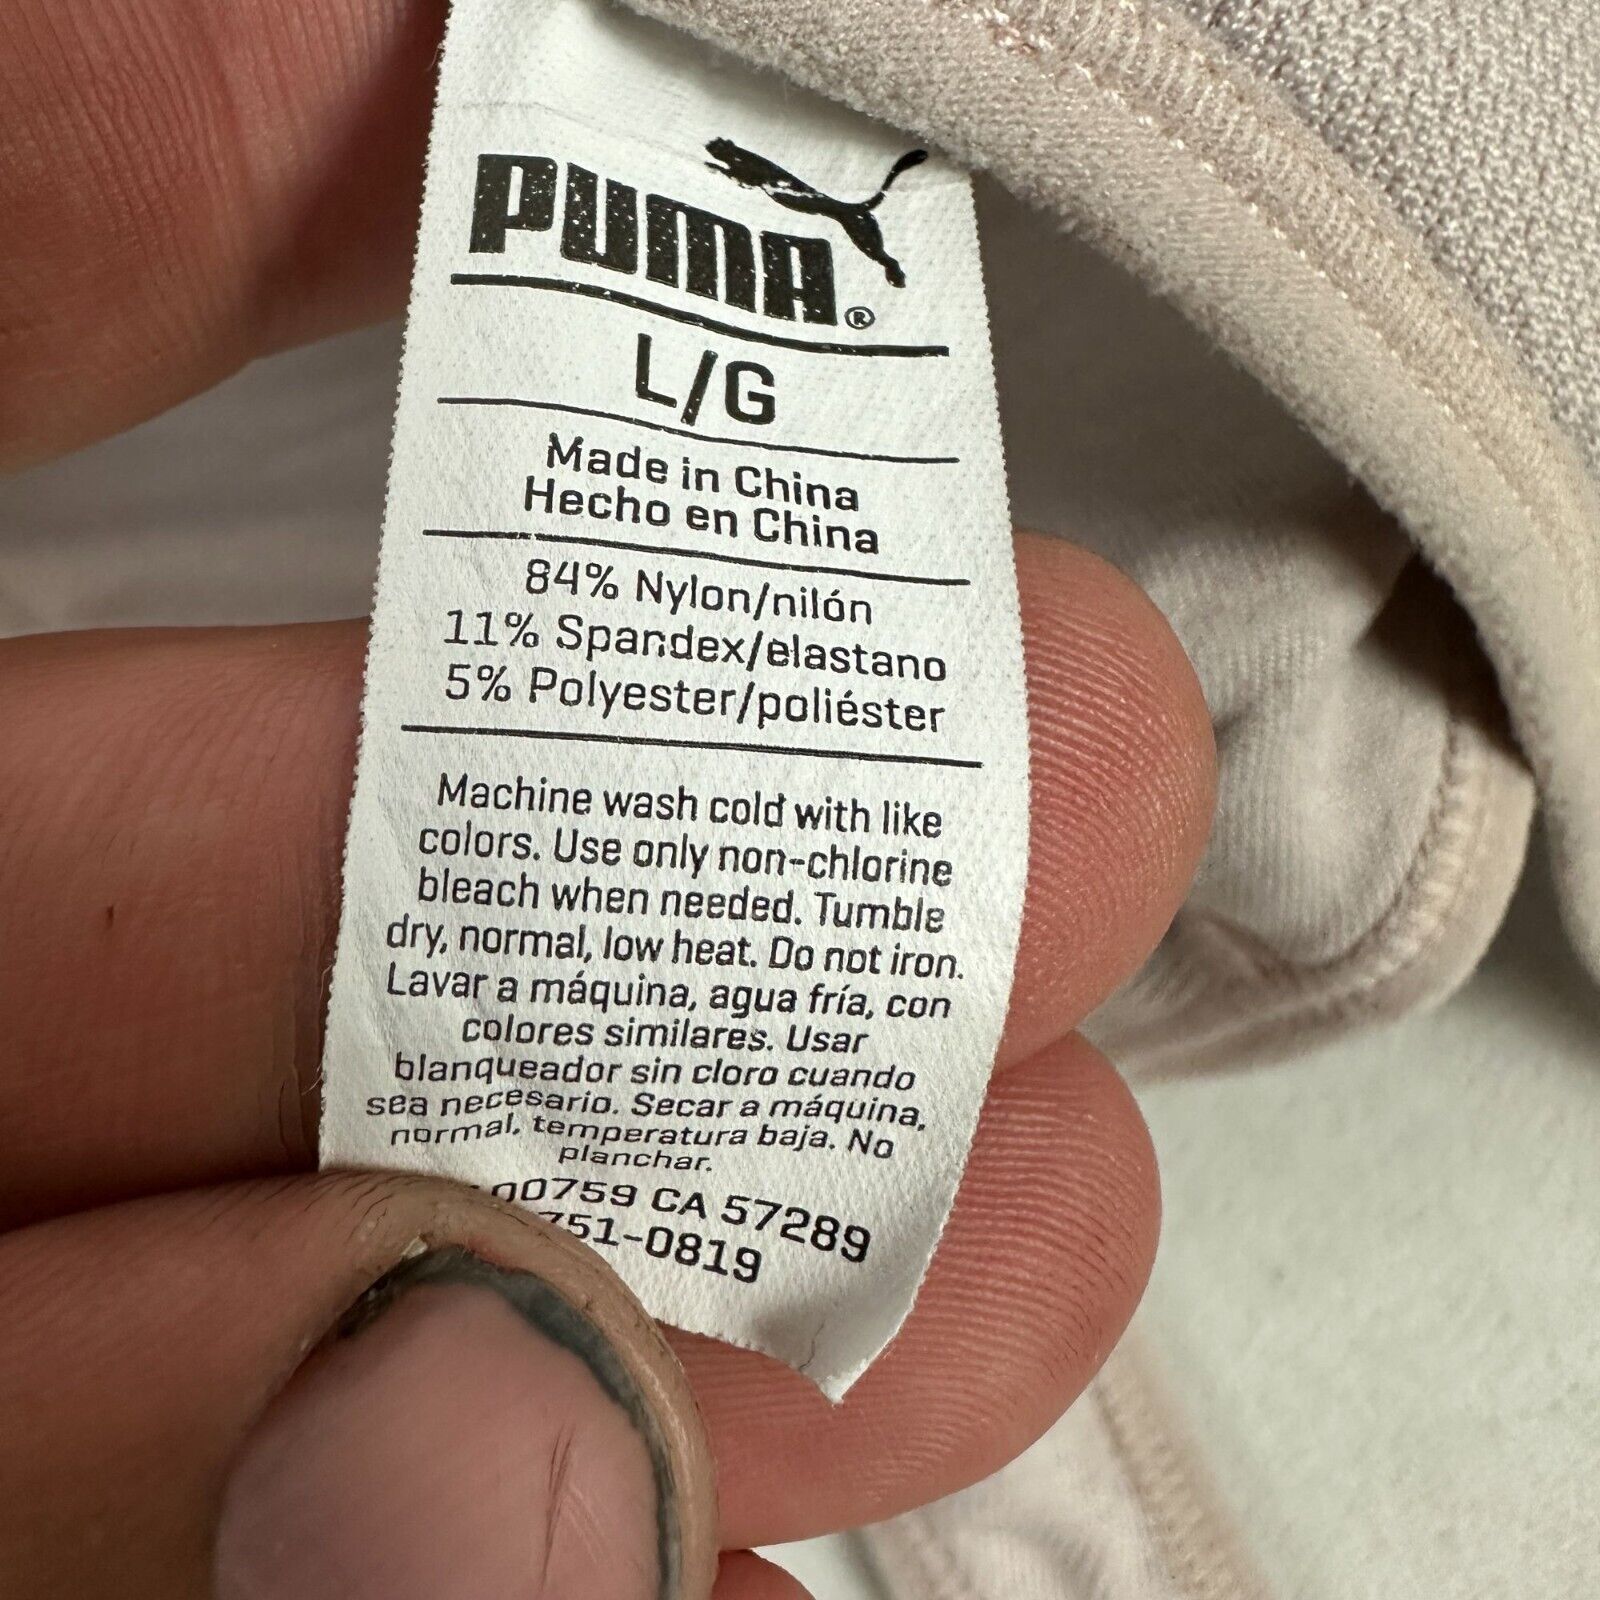 PUMA®
L/G
Made in China
Hecho en China
84% Nylon/nilón
11% Spandex/elastano
5% Polyester/poliéster
Machine wash cold with like
colors. Use only non-chlorine
bleach when needed. Tumble
dry, normal, low heat. Do not iron.
Lavar a máquina, agua fría, con
colores similares. Usar
blanqueador sin cloro cuando
sea necesario. Secar a máquina,
normal, temperatura baja. No
planchar.
CA 57289